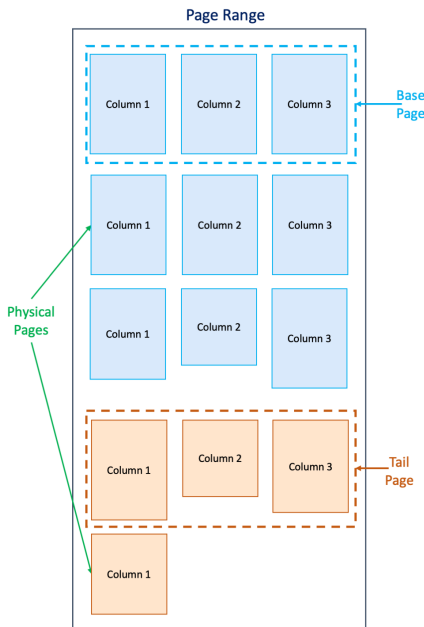 Page Range
Column 1
Column 2
Column 3
Base
Page
Column 1
Column 2
Column 3
Physical
Pages
Column 1
Column 2
Column 3
Column 1
Column 2
Column 3
Tail
Page
Column 1